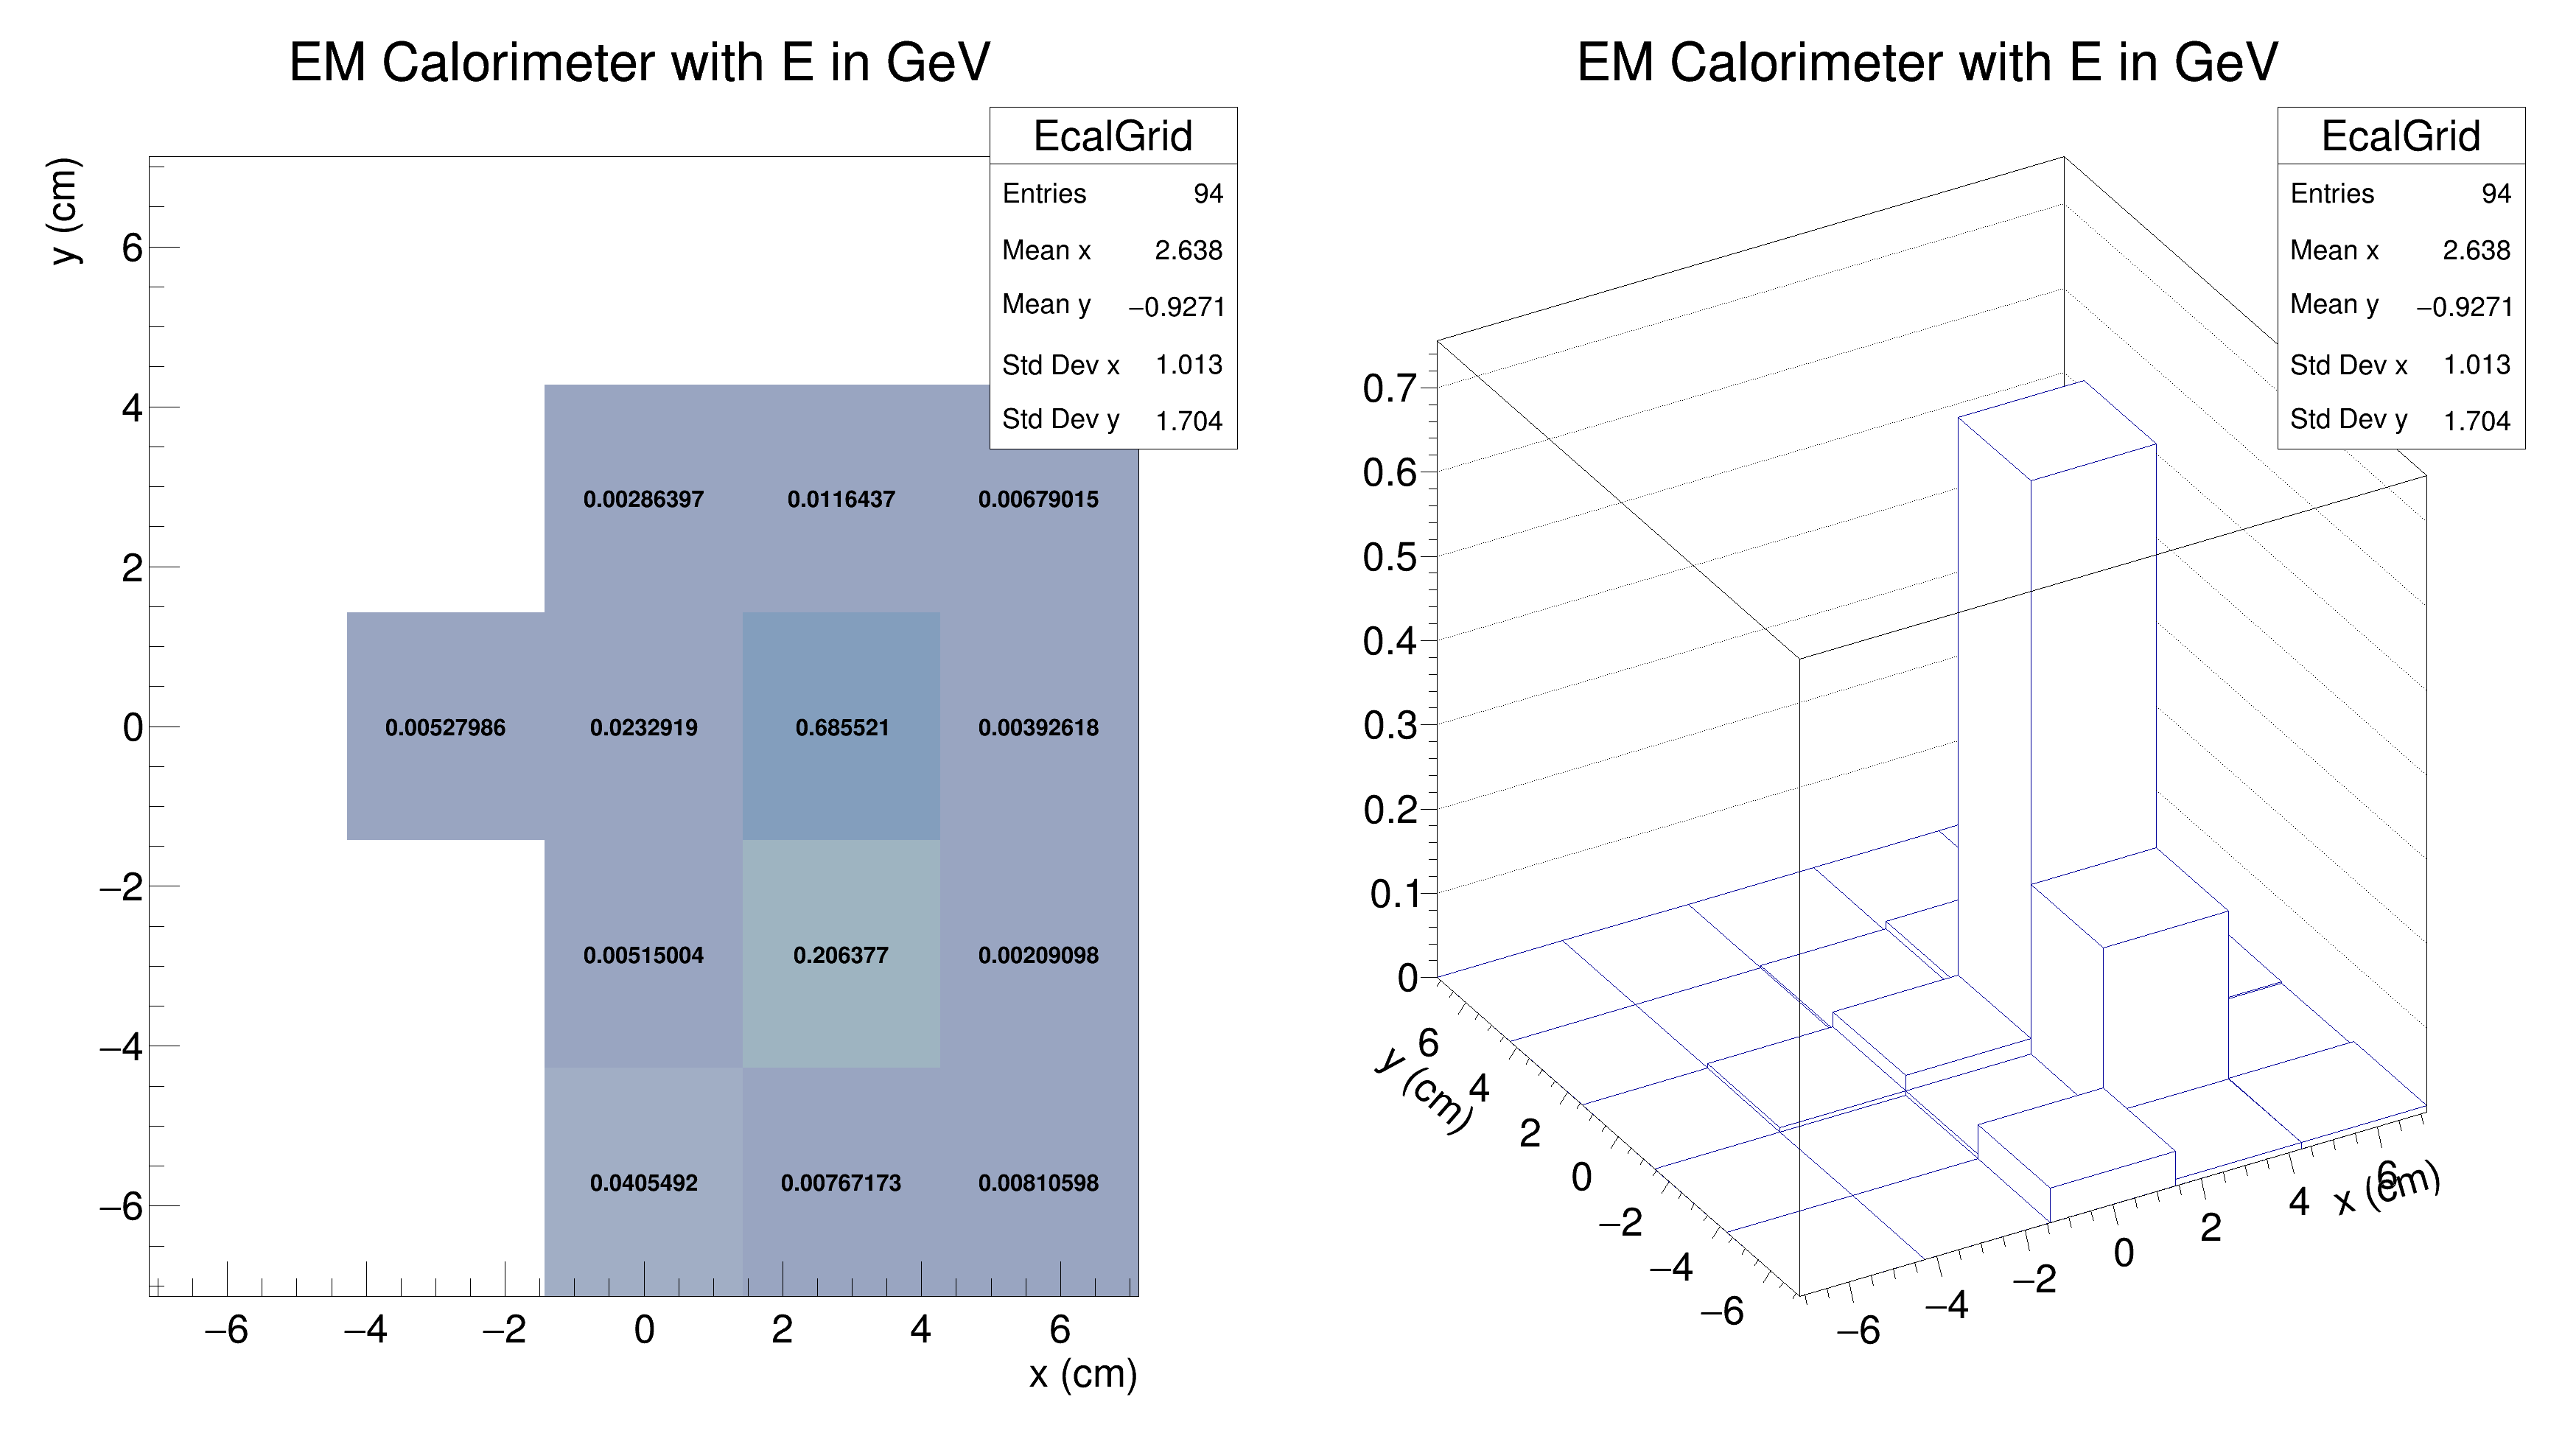 EM Calorimeter with E in GeV
EcalGrid
Entries 94
Mean x 2.638
Mean y −0.9271
Std Dev x 1.013
Std Dev y 1.704
y (cm)
6
4
2
0
−2
−4
−6
0.00286397 0.0116437 0.00679015
0.00527986 0.0232919 0.685521 0.00392618
0.00515004 0.206377 0.00209098
0.0405492 0.00767173 0.00810598
−6 −4 −2 0 2 4 6
x (cm)
EM Calorimeter with E in GeV
EcalGrid
Entries 94
Mean x 2.638
Mean y −0.9271
Std Dev x 1.013
Std Dev y 1.704
0.7
0.6
0.5
0.4
0.3
0.2
0.1
0
y (cm)
6
4
2
0
−2
−4
−6
−6
−4
−2
0
2
4
6
x (cm)